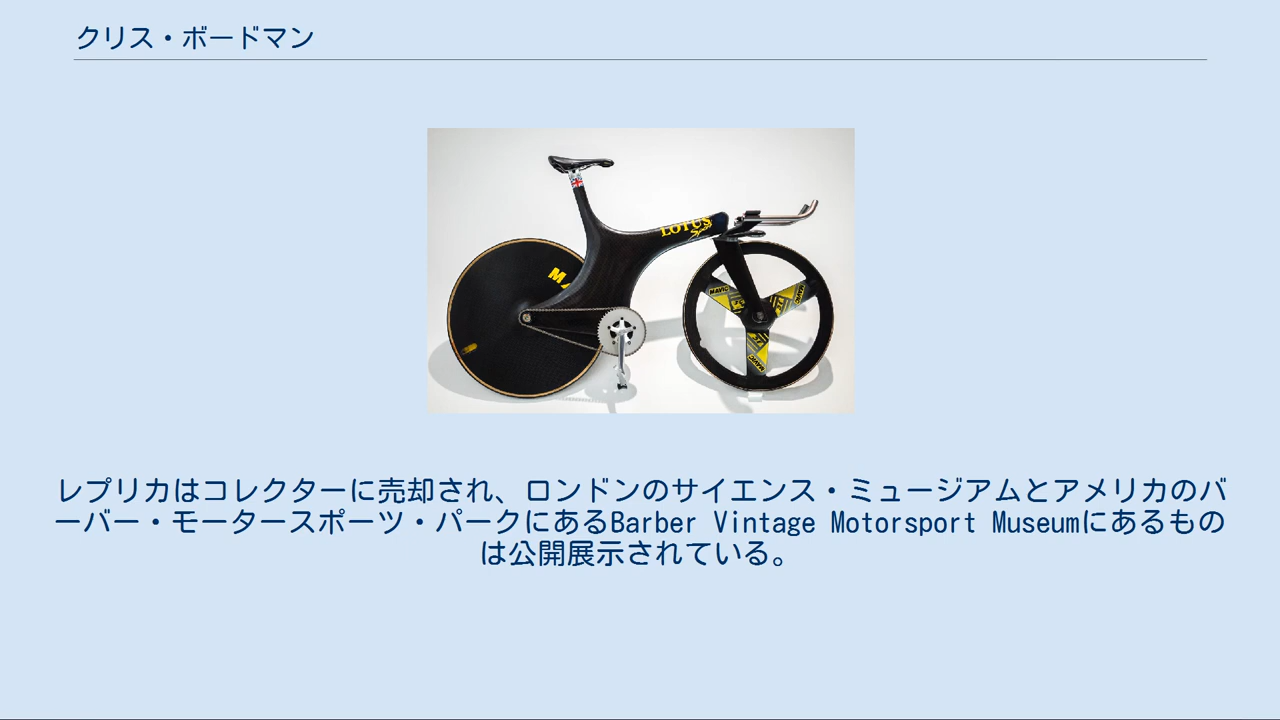 クリス・ボードマン
LOTUS
MAVIC
レプリカはコレクターに売却され、ロンドンのサイエンス・ミュージアムとアメリカのバ
ーバー・モータースポーツ・パークにあるBarber Vintage Motorsport Museumにあるもの
は公開展示されている。